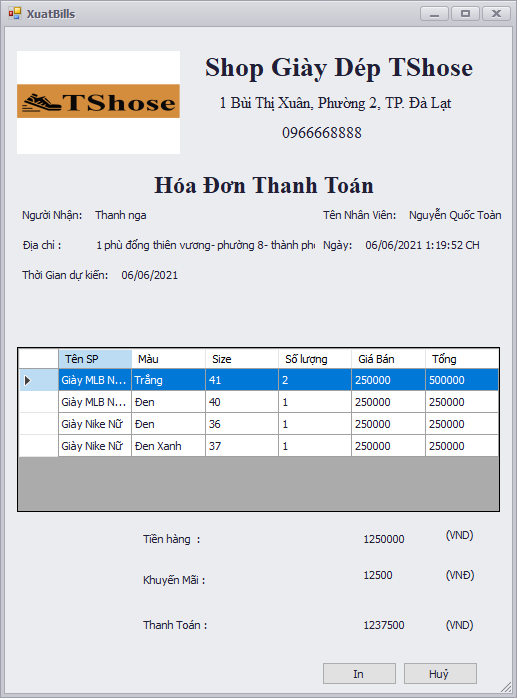 XuatBills
Shop Giày Dép TShose
TShose
1 Bùi Thị Xuân, Phường 2, TP. Đà Lạt
0966668888
Hóa Đơn Thanh Toán
Người Nhận: Thanh nga Tên Nhân Viên: Nguyễn Quốc Toàn
Địa chỉ : 1 phù đổng thiên vương- phường 8- thành phố Ngày: 06/06/2021 1:19:52 CH
Thời Gian dự kiến: 06/06/2021
Tên SP Màu Size Số lượng Giá Bán Tổng
Giày MLB N... Trắng 41 2 250000 500000
Giày MLB N... Đen 40 1 250000 250000
Giày Nike Nữ Đen 36 1 250000 250000
Giày Nike Nữ Đen Xanh 37 1 250000 250000
Tiền hàng : 1250000 (VND)
Khuyến Mãi : 12500 (VNĐ)
Thanh Toán : 1237500 (VND)
In Huỷ